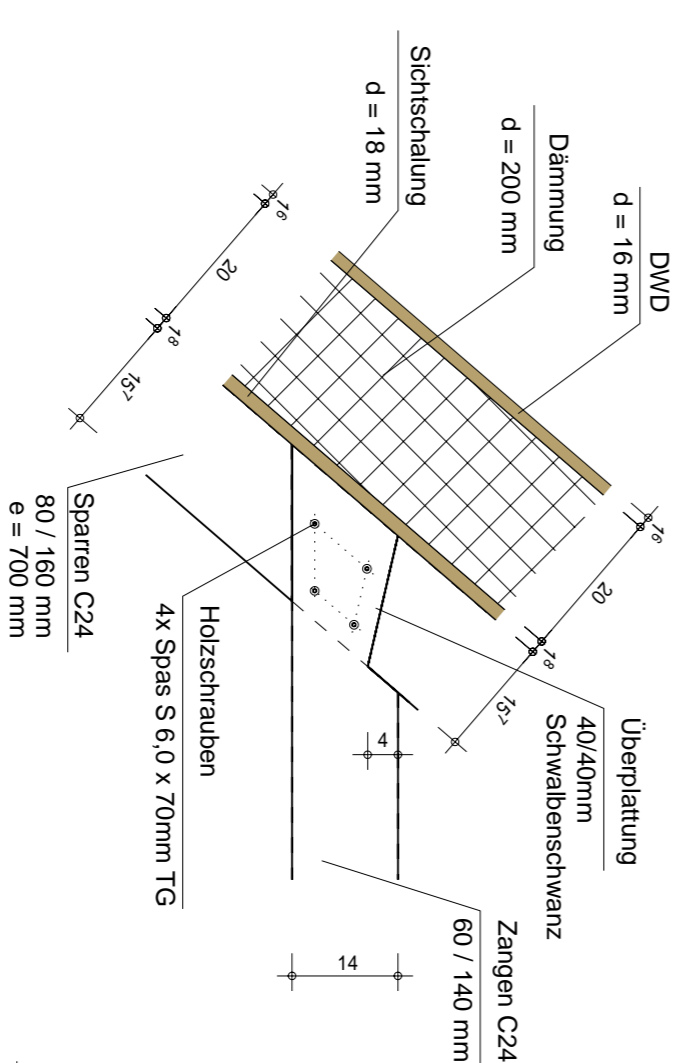 DWD
d = 16 mm
Dämmung
d = 200 mm
Sichtschalung
d = 18 mm
1⁶
20
1⁸
15⁷
1⁶
20
1⁸
15⁷
Überplattung
40/40mm
Schwalbenschwanz
4
Zangen C24
60 / 140 mm
14
Holzschrauben
4x Spas S 6,0 x 70mm TG
Sparren C24
80 / 160 mm
e = 700 mm